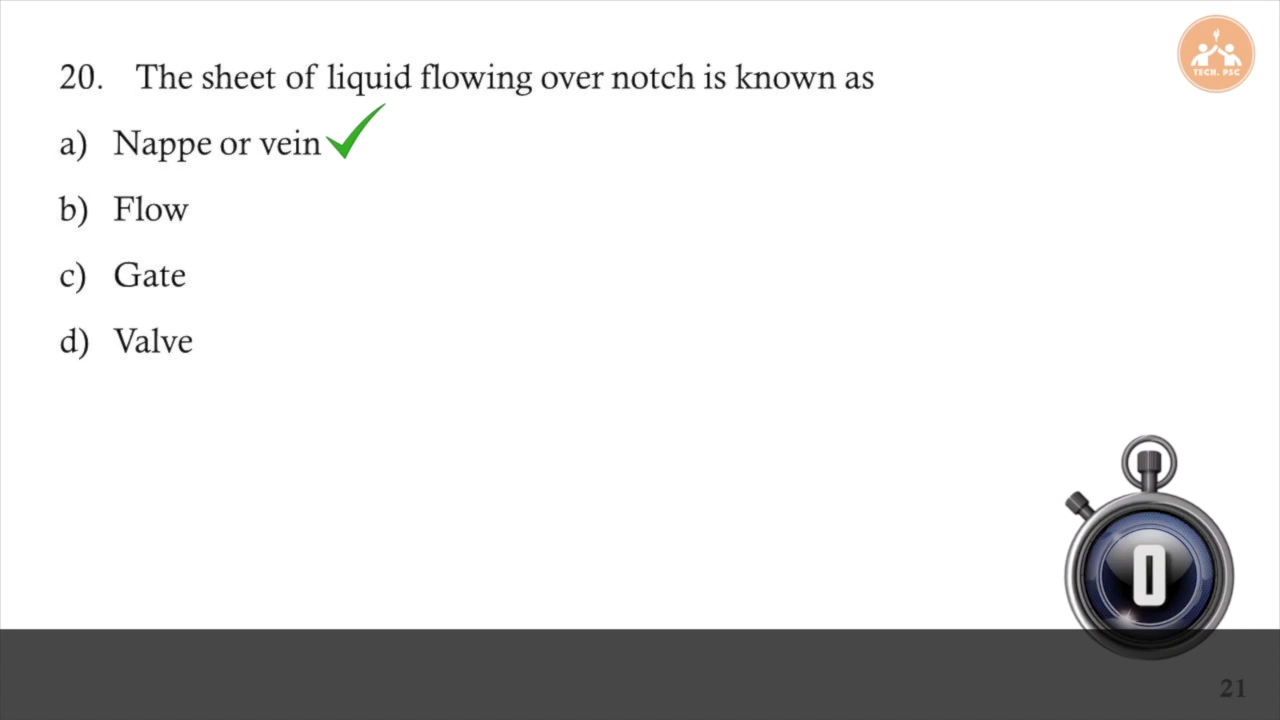 20. The sheet of liquid flowing over notch is known as
a) Nappe or vein
b) Flow
c) Gate
d) Valve
TECH. PSC
0
21